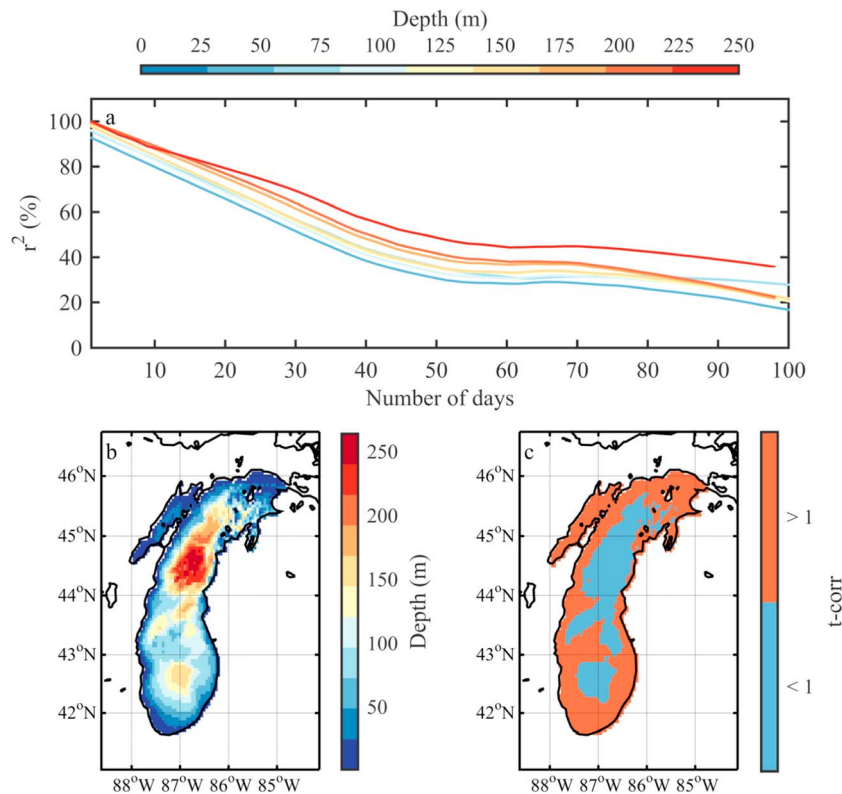 Depth (m)
0 25 50 75 100 125 150 175 200 225 250
a
100
80
60
40
20
0
r² (%)
10 20 30 40 50 60 70 80 90 100
Number of days
b
46°N
45°N
44°N
43°N
42°N
88°W 87°W 86°W 85°W
250
200
150
100
50
Depth (m)
c
46°N
45°N
44°N
43°N
42°N
88°W 87°W 86°W 85°W
> 1
< 1
t-corr